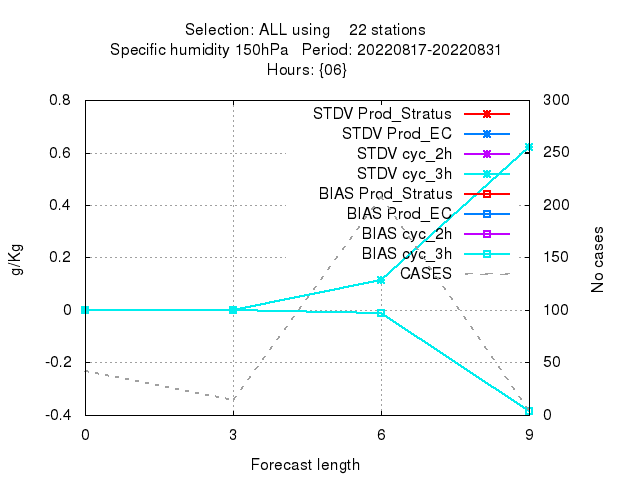 Selection: ALL using 22 stations
Specific humidity 150hPa Period: 20220817-20220831
Hours: {06}
0.8
0.6
0.4
0.2
0
-0.2
-0.4
300
250
200
150
100
50
0
g/Kg
No cases
STDV Prod_Stratus
STDV Prod_EC
STDV cyc_2h
STDV cyc_3h
BIAS Prod_Stratus
BIAS Prod_EC
BIAS cyc_2h
BIAS cyc_3h
CASES
0 3 6 9
Forecast length